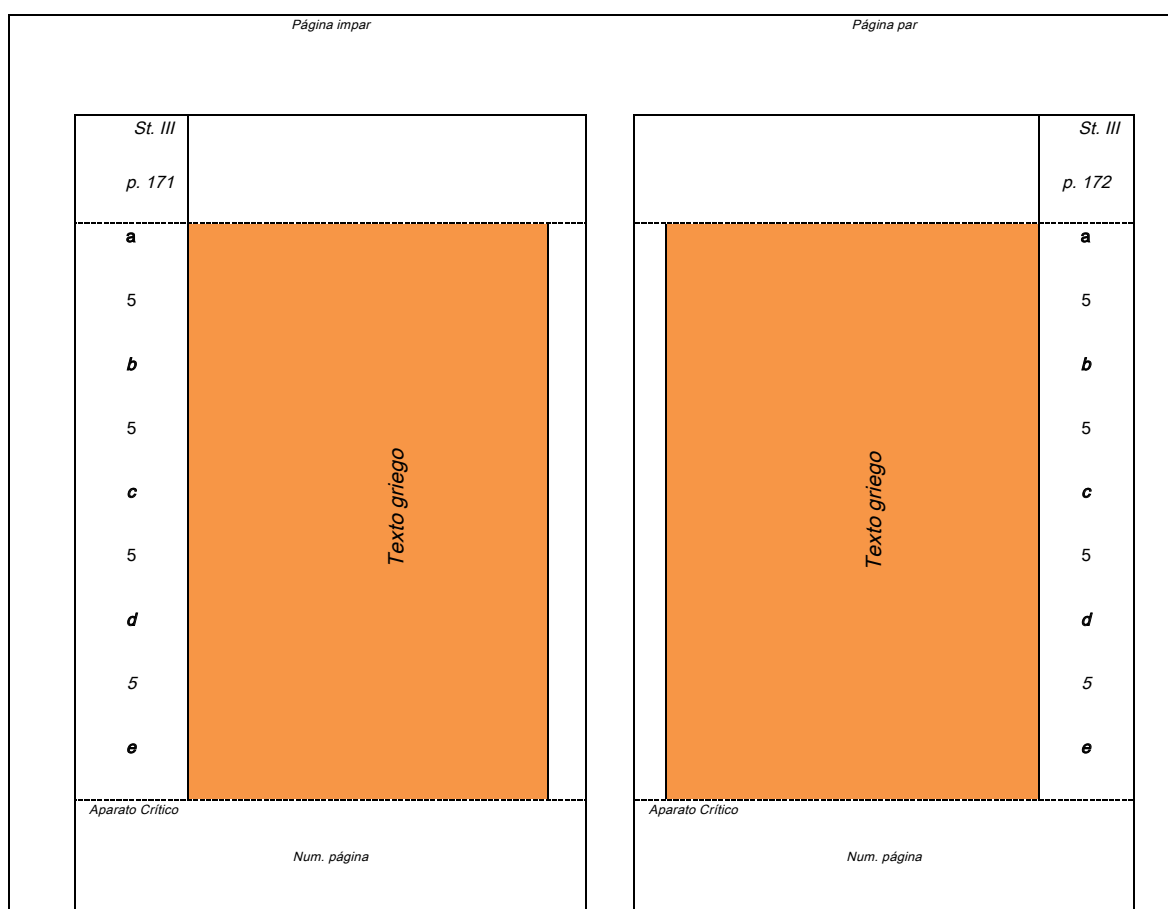 Página impar
St. III
p. 171
a
5
b
5
c
5
d
5
e
Texto griego
Aparato Crítico
Num. página
Página par
St. III
p. 172
Texto griego
a
5
b
5
c
5
d
5
e
Aparato Crítico
Num. página